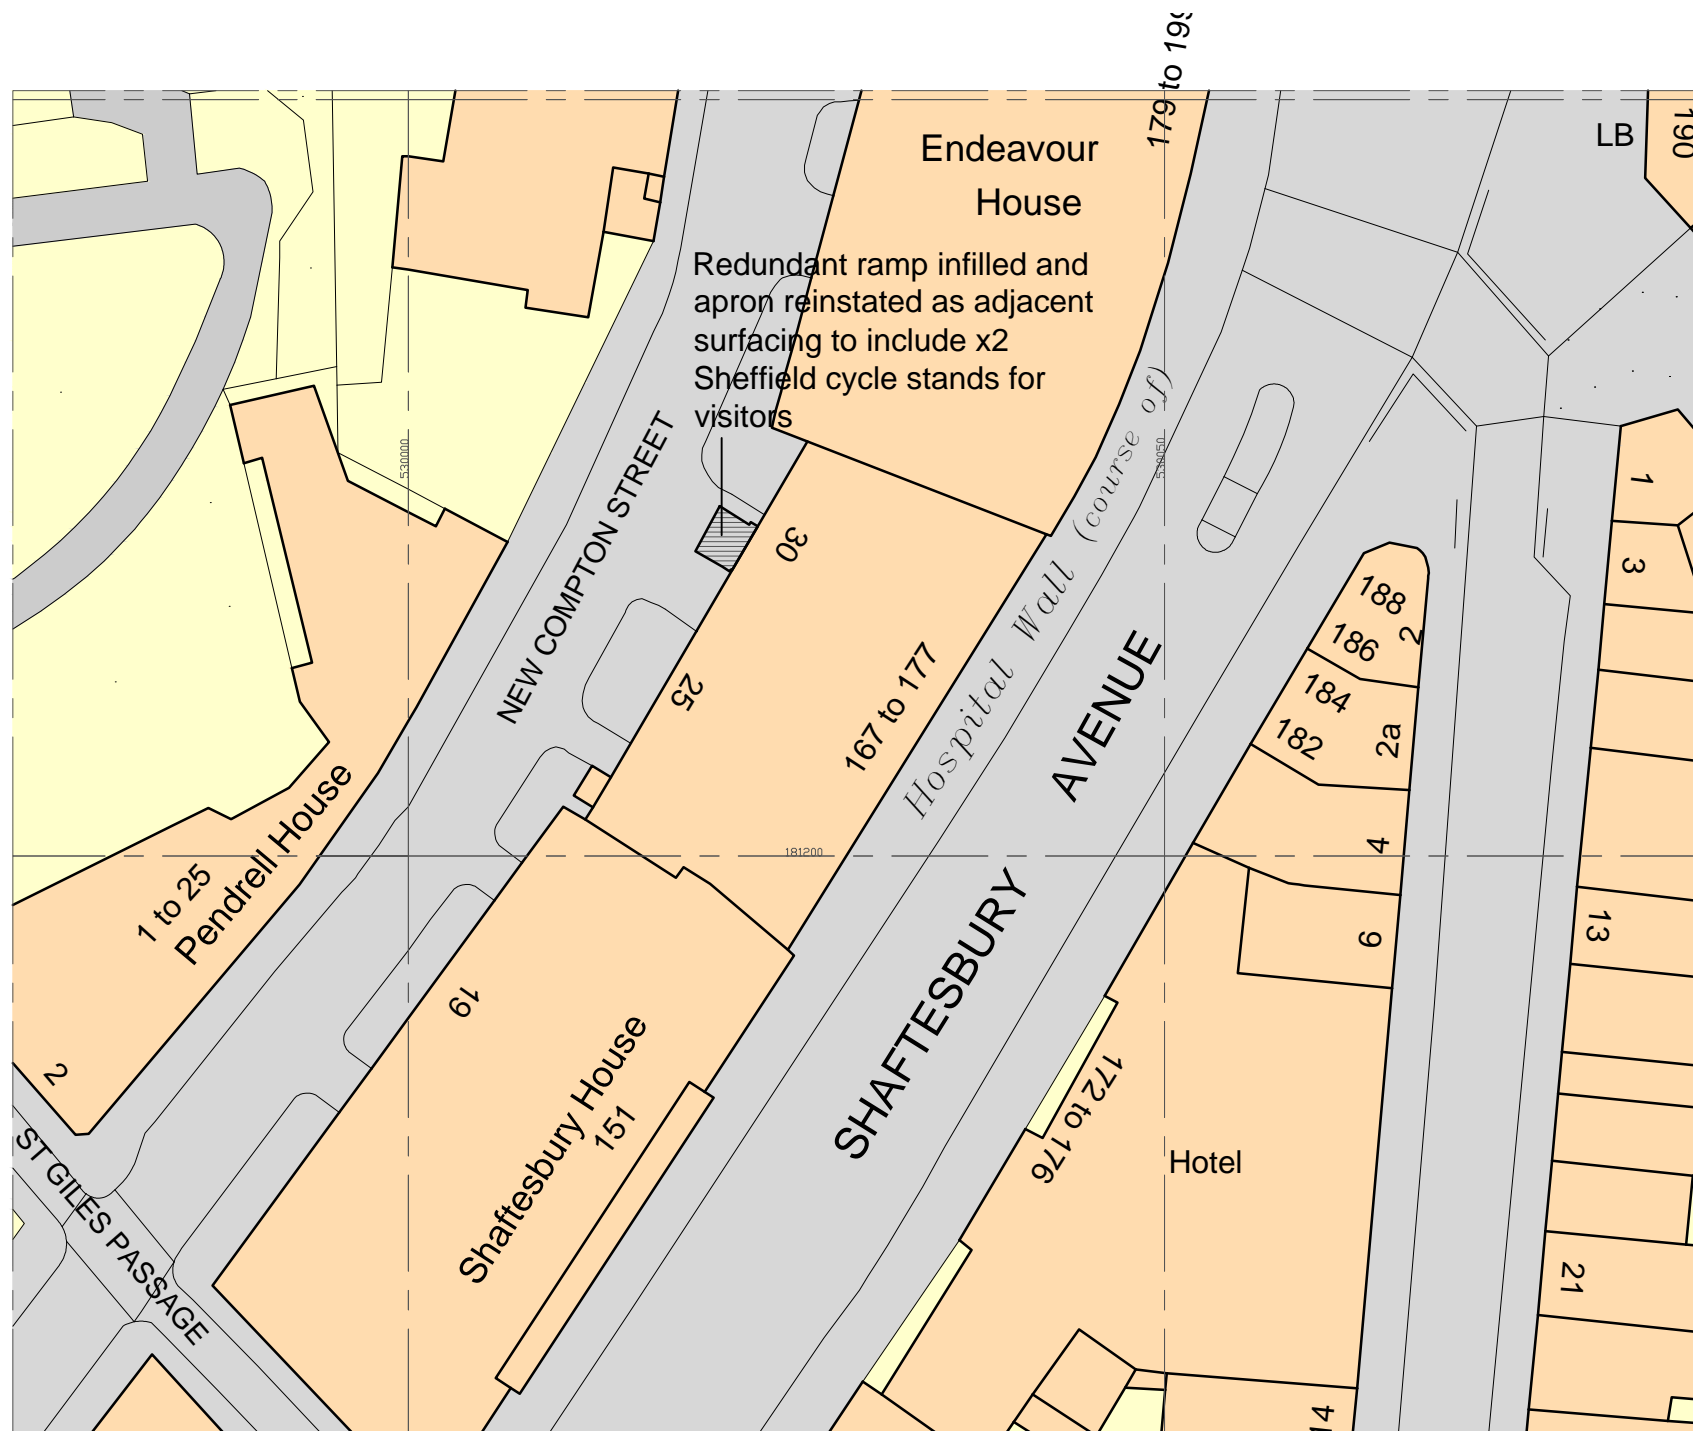 179 to 199
Endeavour
House
LB
190
Redundant ramp infilled and
apron reinstated as adjacent
surfacing to include x2
Sheffield cycle stands for
visitors
530000
530050
NEW COMPTON STREET
Hospital Wall (course of)
30
25
167 to 177
SHAFTESBURY AVENUE
1
3
188
186
2
184
182
2a
4
6
13
181200
1 to 25
Pendrell House
2
19
Shaftesbury House
151
172 to 176
Hotel
ST GILES PASSAGE
21